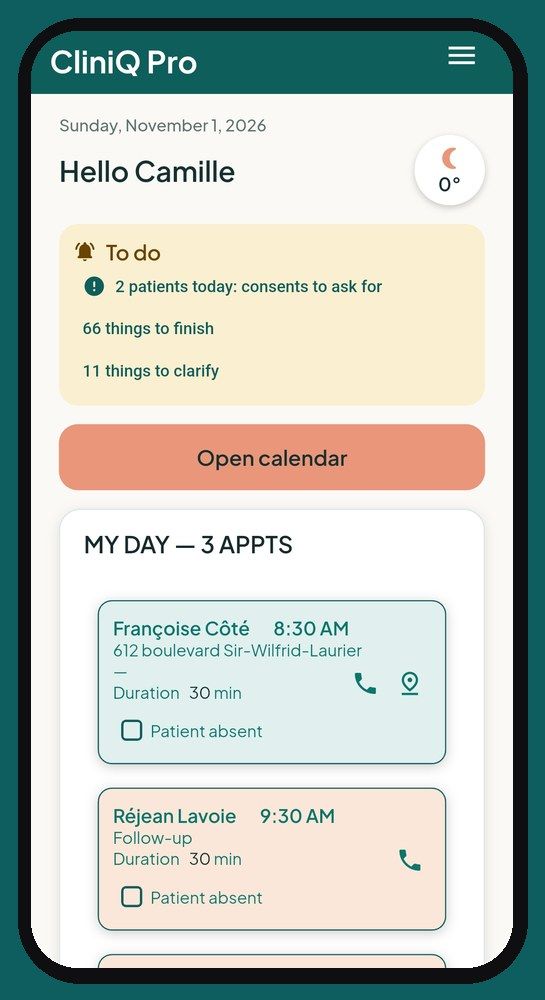 CliniQ Pro
Sunday, November 1, 2026
Hello Camille
0°
To do
2 patients today: consents to ask for
66 things to finish
11 things to clarify
Open calendar
MY DAY — 3 APPTS
Françoise Côté 8:30 AM
612 boulevard Sir-Wilfrid-Laurier
—
Duration 30 min
Patient absent
Réjean Lavoie 9:30 AM
Follow-up
Duration 30 min
Patient absent